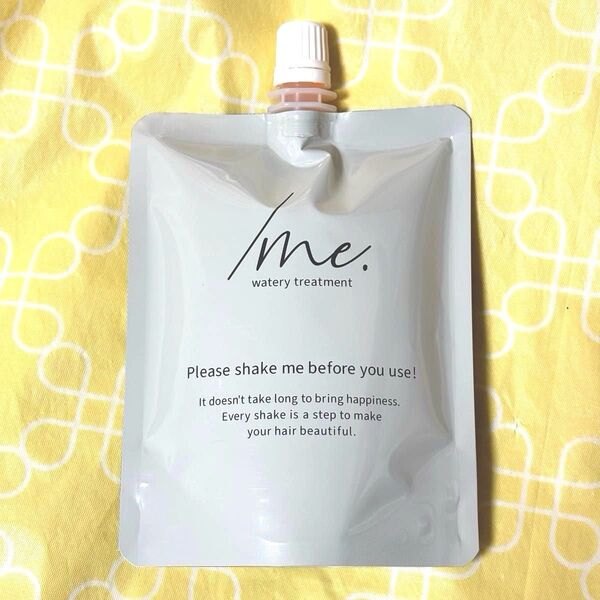 /me.
watery treatment
Please shake me before you use!
It doesn't take long to bring happiness.
Every shake is a step to make
your hair beautiful.